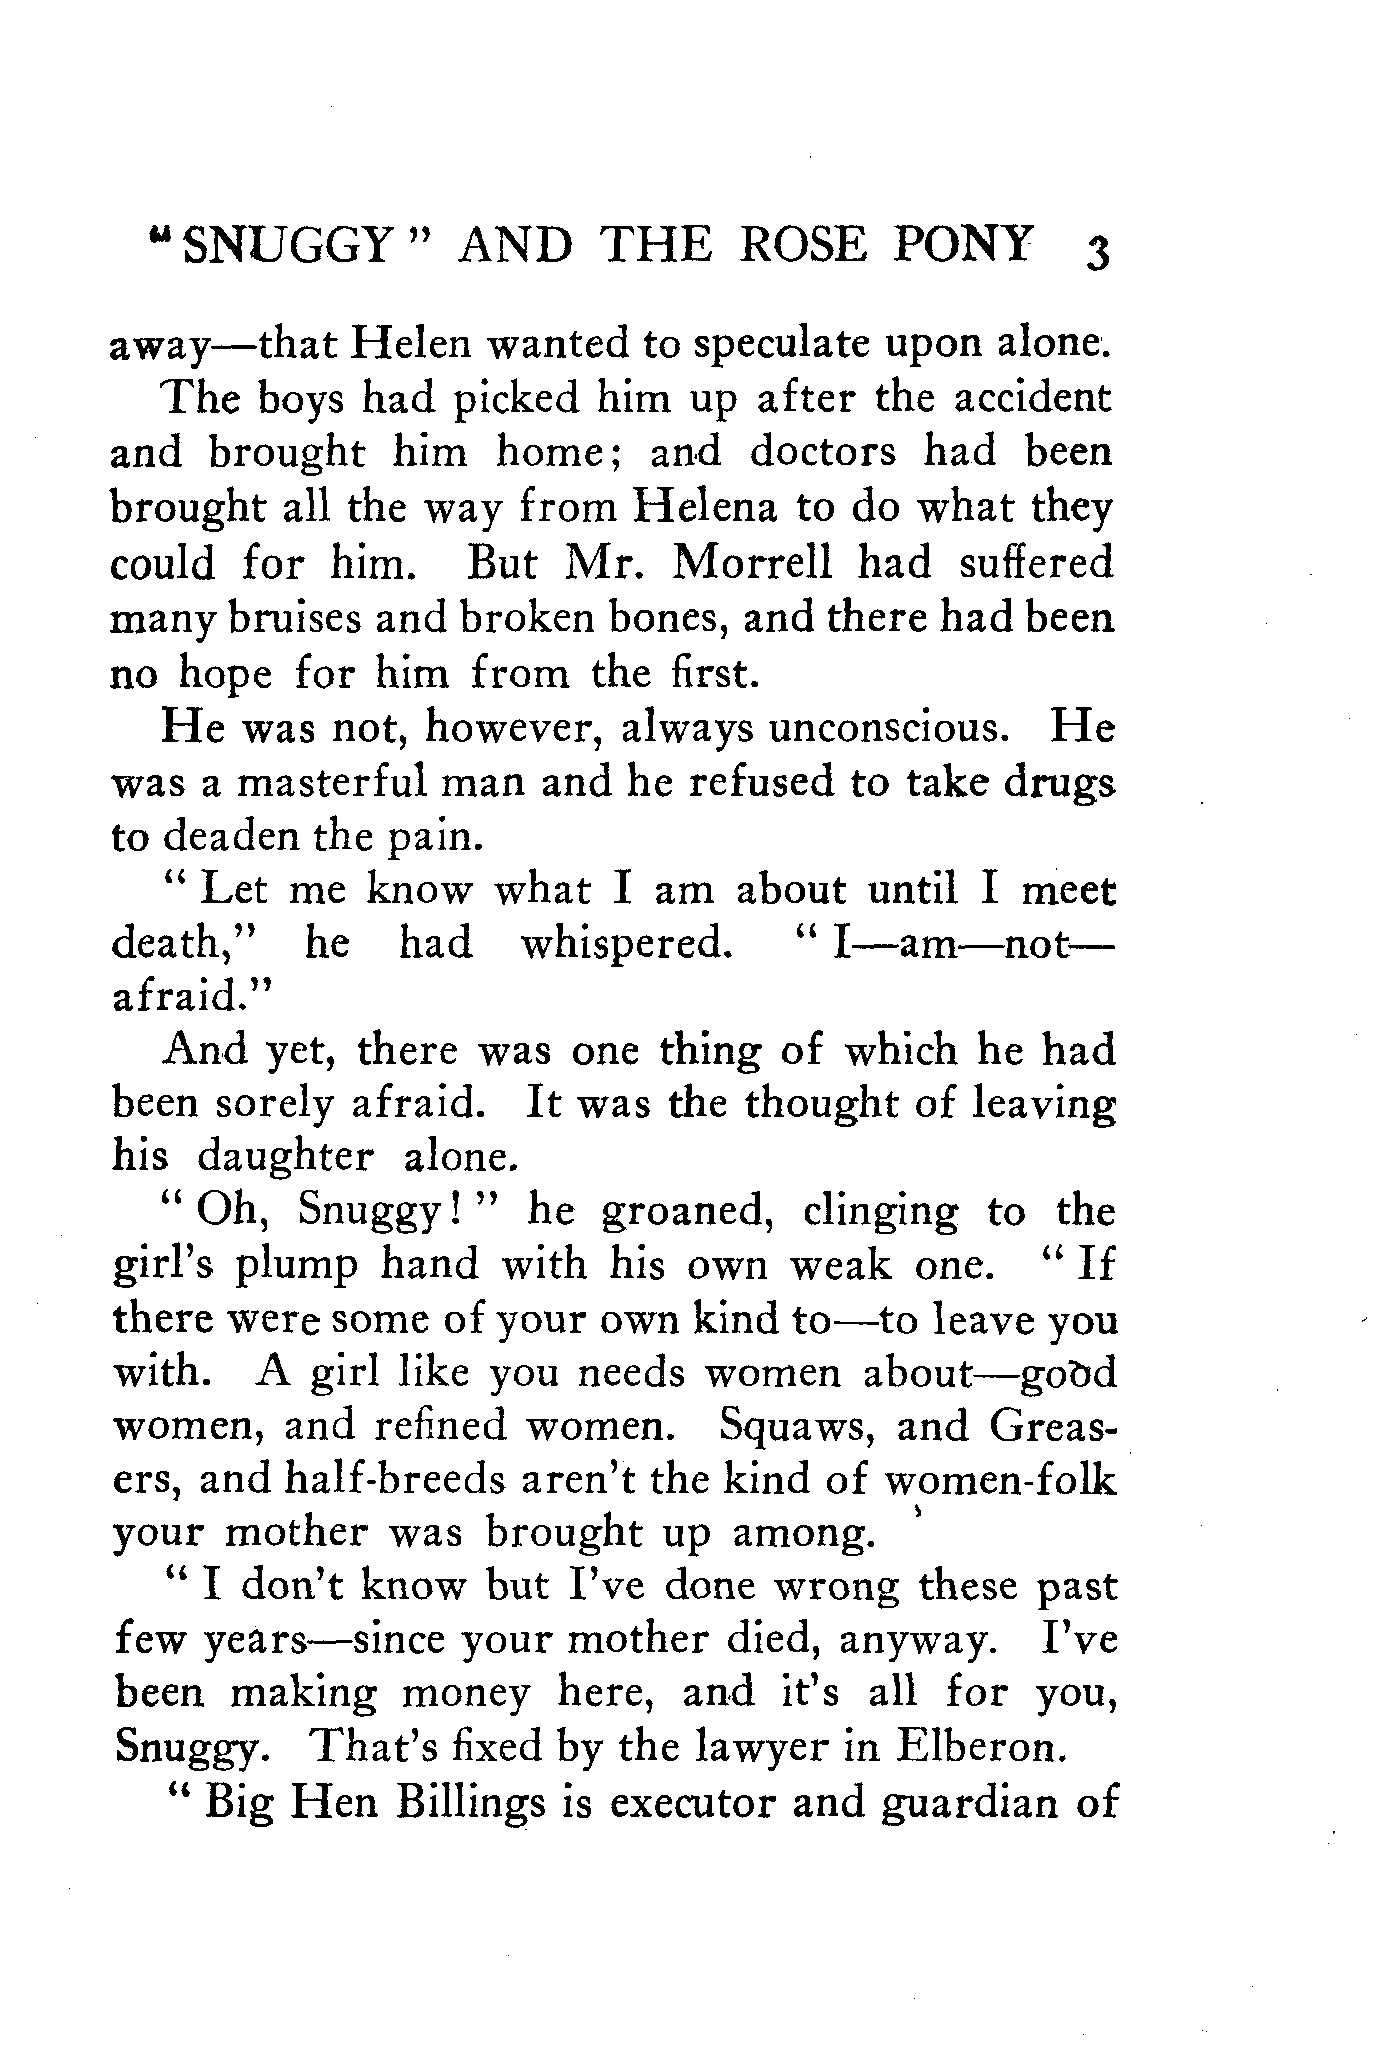 "SNUGGY" AND THE ROSE PONY 3
away—that Helen wanted to speculate upon alone.
The boys had picked him up after the accident
and brought him home; and doctors had been
brought all the way from Helena to do what they
could for him. But Mr. Morrell had suffered
many bruises and broken bones, and there had been
no hope for him from the first.
He was not, however, always unconscious. He
was a masterful man and he refused to take drugs
to deaden the pain.
"Let me know what I am about until I meet
death," he had whispered. "I—am—not—
afraid."
And yet, there was one thing of which he had
been sorely afraid. It was the thought of leaving
his daughter alone.
"Oh, Snuggy!" he groaned, clinging to the
girl's plump hand with his own weak one. "If
there were some of your own kind to—to leave you
with. A girl like you needs women about—good
women, and refined women. Squaws, and Greas-
ers, and half-breeds aren't the kind of women-folk
your mother was brought up among.
"I don't know but I've done wrong these past
few years—since your mother died, anyway. I've
been making money here, and it's all for you,
Snuggy. That's fixed by the lawyer in Elberon.
"Big Hen Billings is executor and guardian of